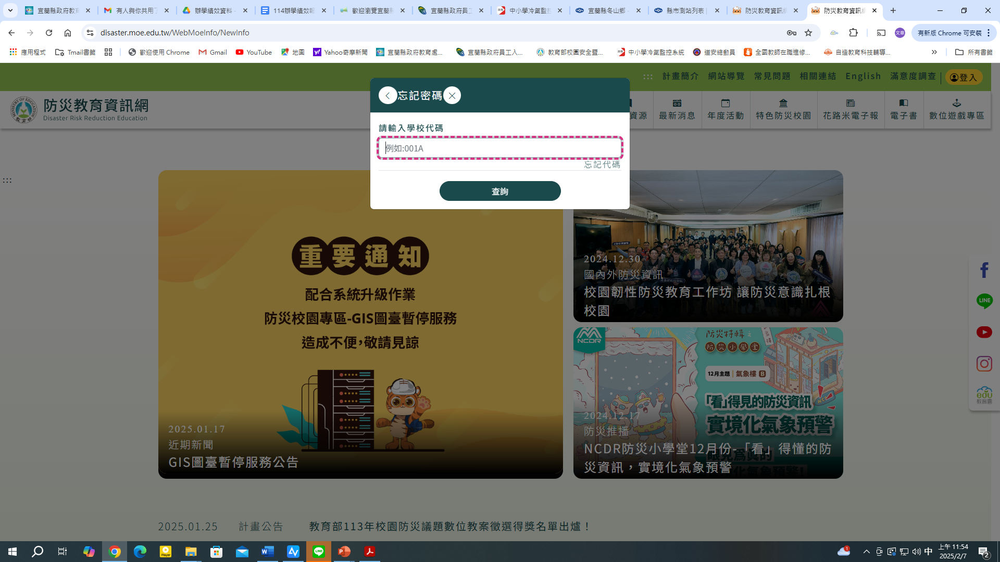 宜蘭縣政府教育
有人與你共用了
辦學績效資料 -
114辦學績效報
歡迎瀏覽宜蘭縣
宜蘭縣政府員工
中小學冷氣監控
宜蘭縣冬山鄉 -
縣市測站列表 |
防災教育資訊網
防災教育資訊網
disaster.moe.edu.tw/WebMoeInfo/NewInfo
文章
有新版 Chrome 可安裝
應用程式
Tmail書籤
歡迎使用 Chrome
Gmail
YouTube
地圖
Yahoo奇摩新聞
宜蘭縣政府教育處...
宜蘭縣政府員工入...
教育部校園安全暨...
中小學冷氣監控系統
道安總動員
全國教師在職進修...
自造教育科技輔導...
所有書籤
::: 計畫簡介 網站導覽 常見問題 相關連結 English 滿意度調查 登入
防災教育資訊網
Disaster Risk Reduction Education
資源 最新消息 年度活動 特色防災校園 花路米電子報 電子書 數位遊戲專區
忘記密碼
請輸入學校代碼
例如:001A
忘記代碼
查詢
:::
重要通知
配合系統升級作業
防災校園專區-GIS圖臺暫停服務
造成不便,敬請見諒
2025.01.17
近期新聞
GIS圖臺暫停服務公告
2024.12.30
國內外防災資訊
校園韌性防災教育工作坊 讓防災意識扎根
校園
NCDR
防災特輯之
防災小學堂
12月主題 | 氣象樓 B
「看」得見的防災資訊
實境化氣象預警
2024.12.17
防災推播
NCDR防災小學堂12月份-「看」得懂的防
災資訊，實境化氣象預警
LINE
edu
教育雲
2025.01.25 計畫公告 教育部113年校園防災議題數位教案徵選得獎名單出爐！
Player
LINE
1
中
上午 11:54
2025/2/7
2